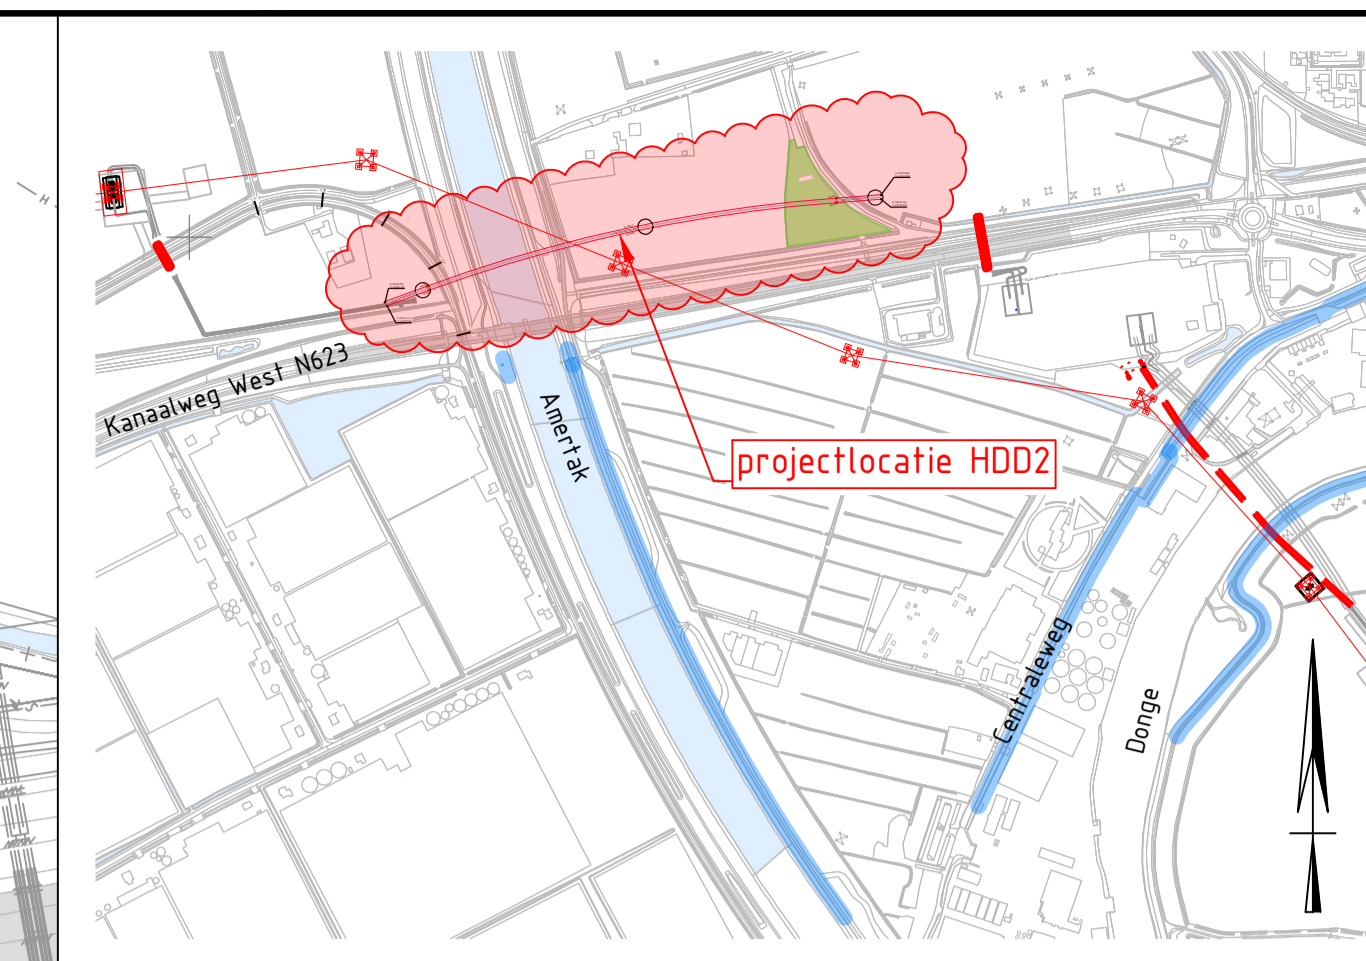 H
Kanaalweg West N623
Amertak
projectlocatie HDD2
Centraleweg
Donge